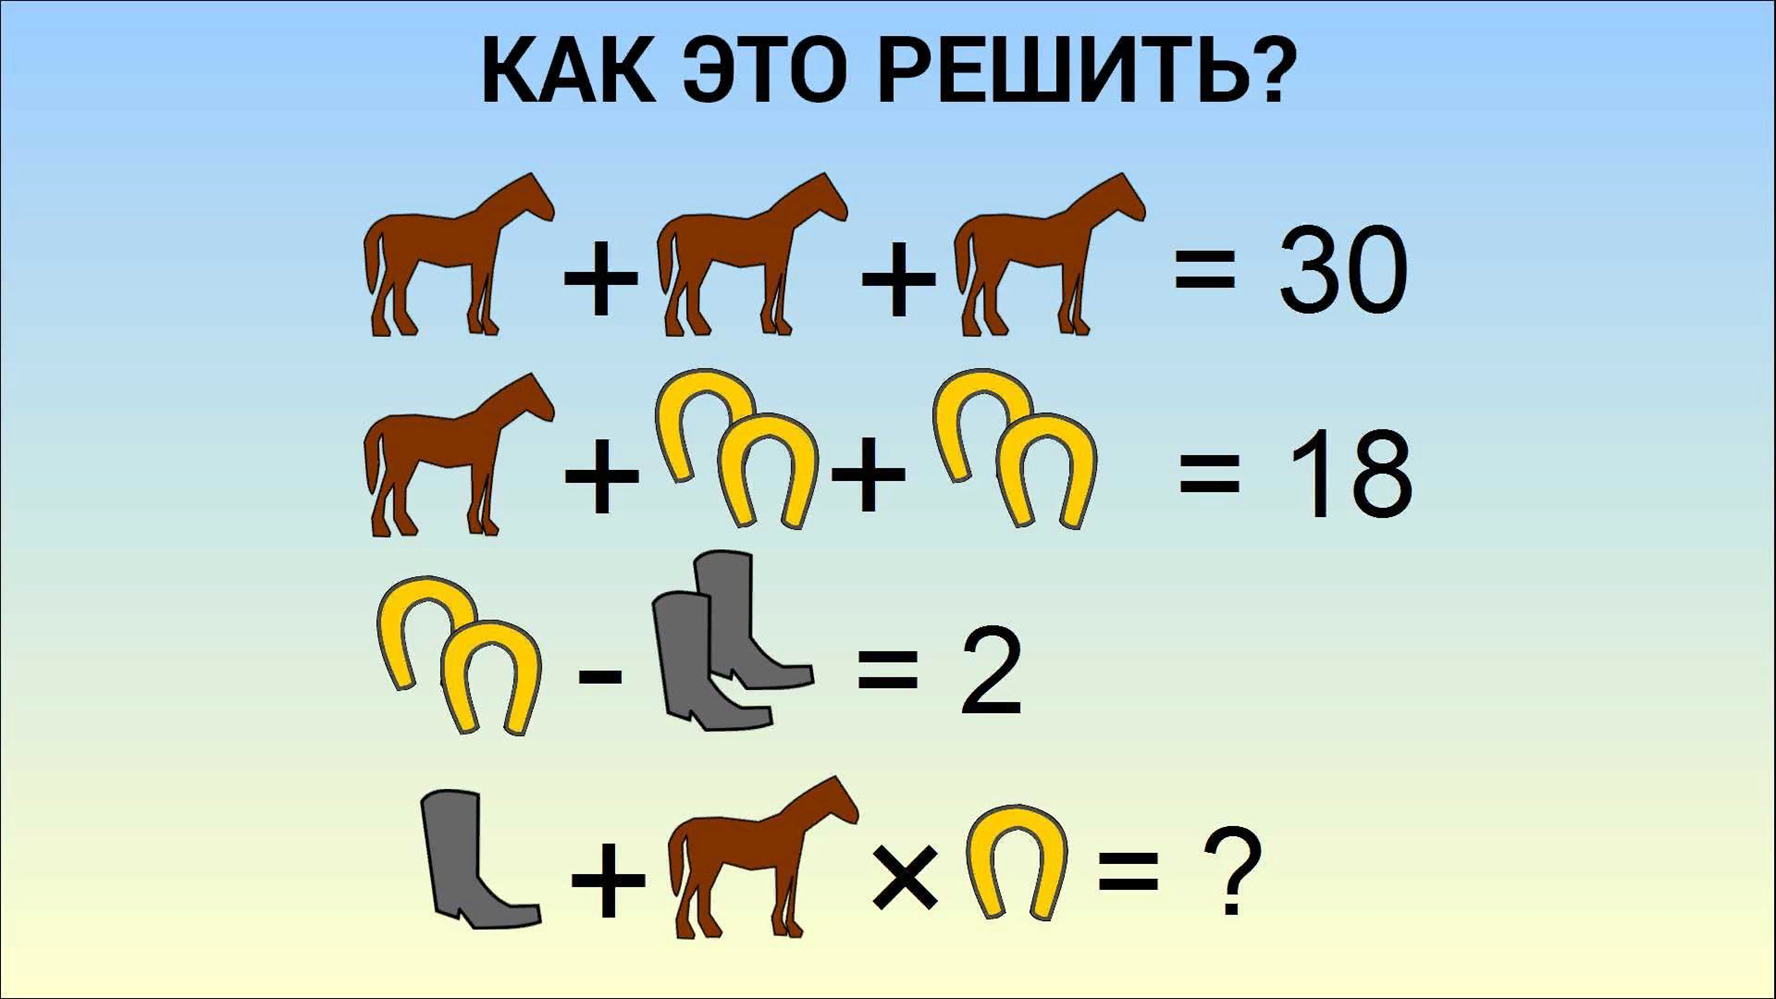 КАК ЭТО РЕШИТЬ?
+ + = 30
+ + = 18
- = 2
+ × = ?